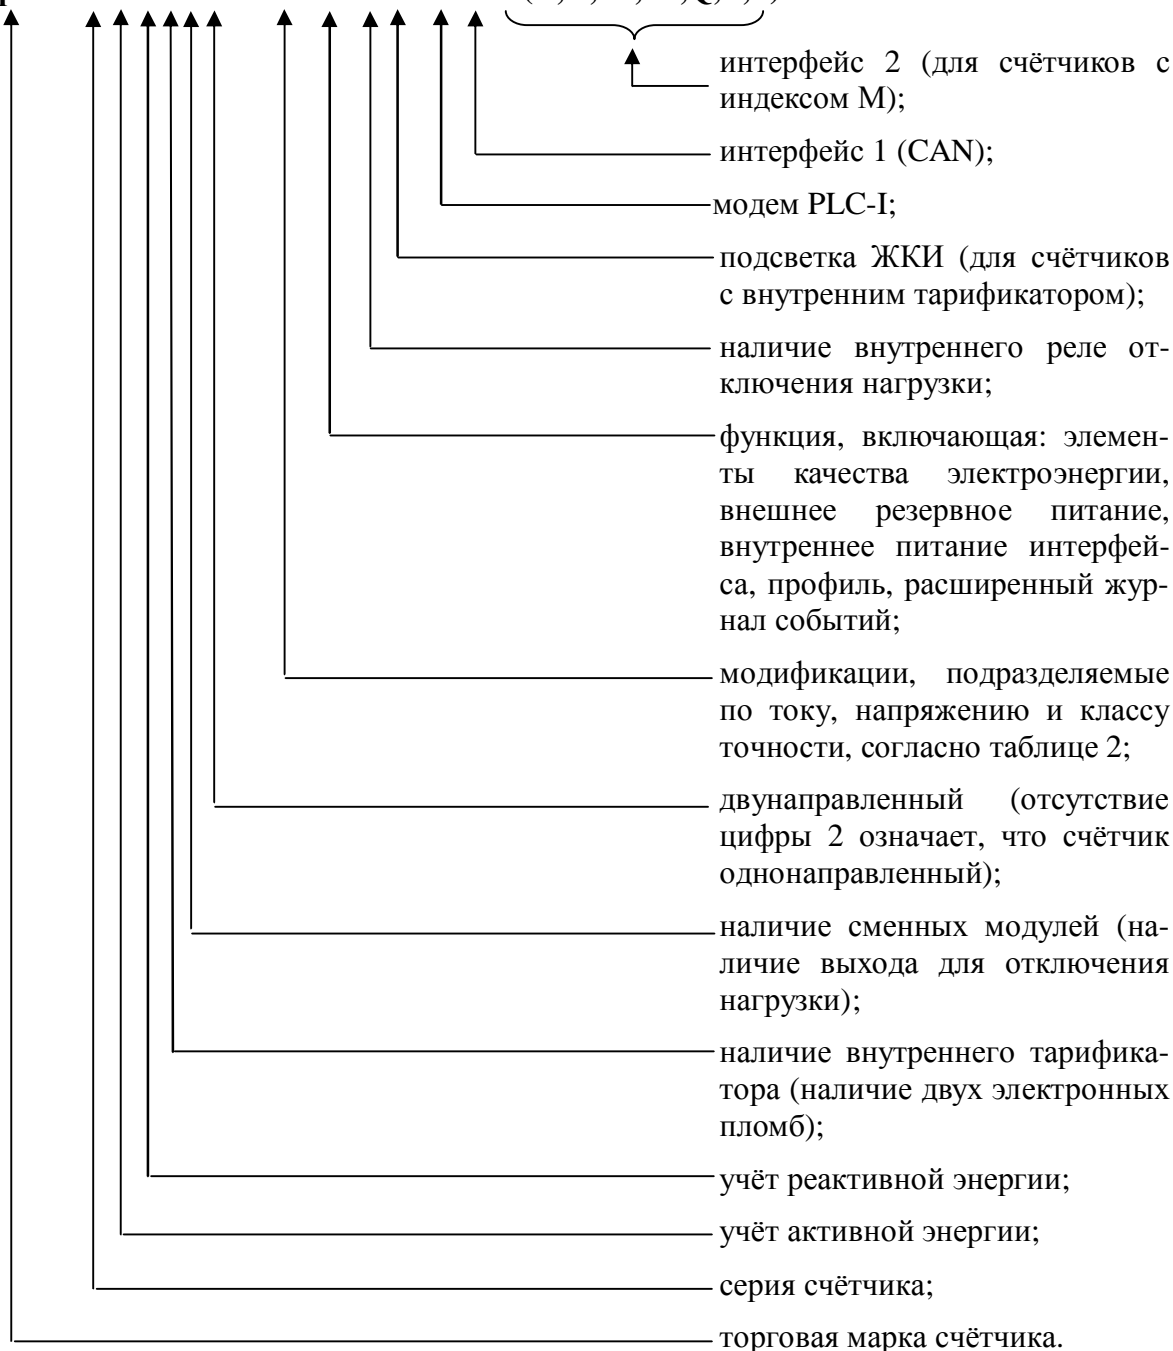 интерфейс 2 (для счётчиков с
индексом М);
интерфейс 1 (CAN);
модем PLC-I;
подсветка ЖКИ (для счётчиков
с внутренним тарификатором);
наличие внутреннего реле от-
ключения нагрузки;
функция, включающая: элемен-
ты качества электроэнергии,
внешнее резервное питание,
внутреннее питание интерфей-
са, профиль, расширенный жур-
нал событий;
модификации, подразделяемые
по току, напряжению и классу
точности, согласно таблице 2;
двунаправленный (отсутствие
цифры 2 означает, что счётчик
однонаправленный);
наличие сменных модулей (на-
личие выхода для отключения
нагрузки);
наличие внутреннего тарифика-
тора (наличие двух электронных
пломб);
учёт реактивной энергии;
учёт активной энергии;
серия счётчика;
торговая марка счётчика.